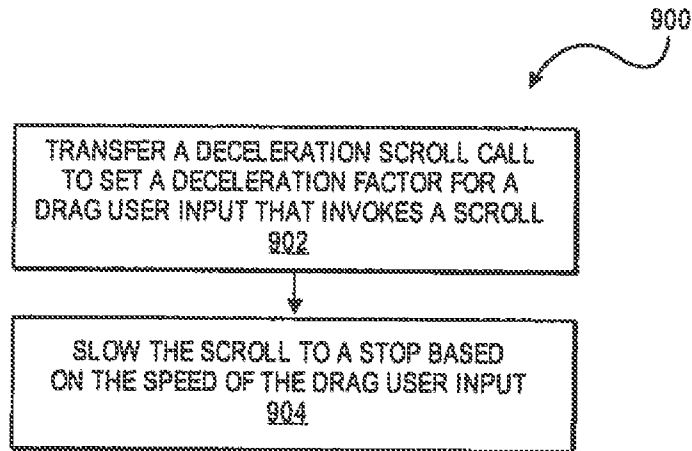 900
TRANSFER A DECELERATION SCROLL CALL
TO SET A DECELERATION FACTOR FOR A
DRAG USER INPUT THAT INVOKES A SCROLL
902
SLOW THE SCROLL TO A STOP BASED
ON THE SPEED OF THE DRAG USER INPUT
904